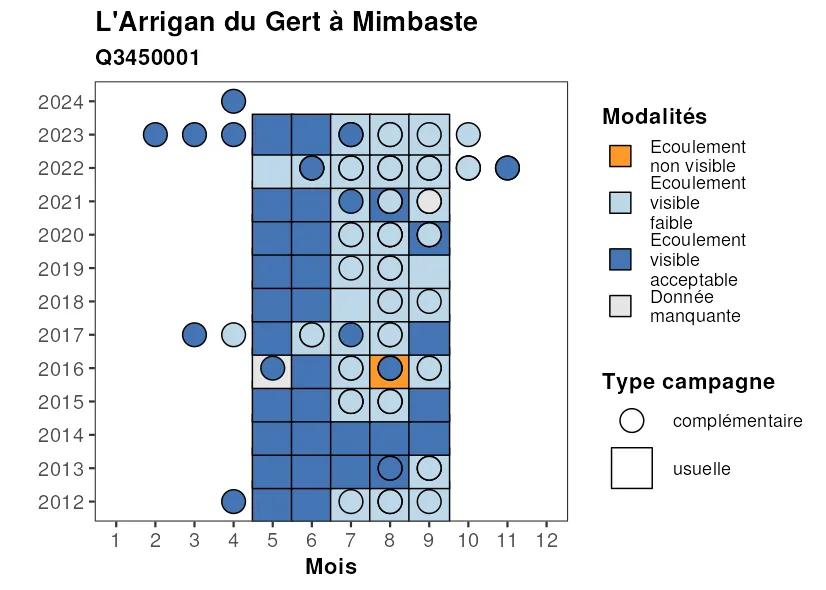 L'Arrigan du Gert à Mimbaste
Q3450001
2024
2023
2022
2021
2020
2019
2018
2017
2016
2015
2014
2013
2012
1 2 3 4 5 6 7 8 9 10 11 12
Mois
Modalités
Ecoulement
non visible
Ecoulement
visible
faible
Ecoulement
visible
acceptable
Donnée
manquante
Type campagne
complémentaire
usuelle